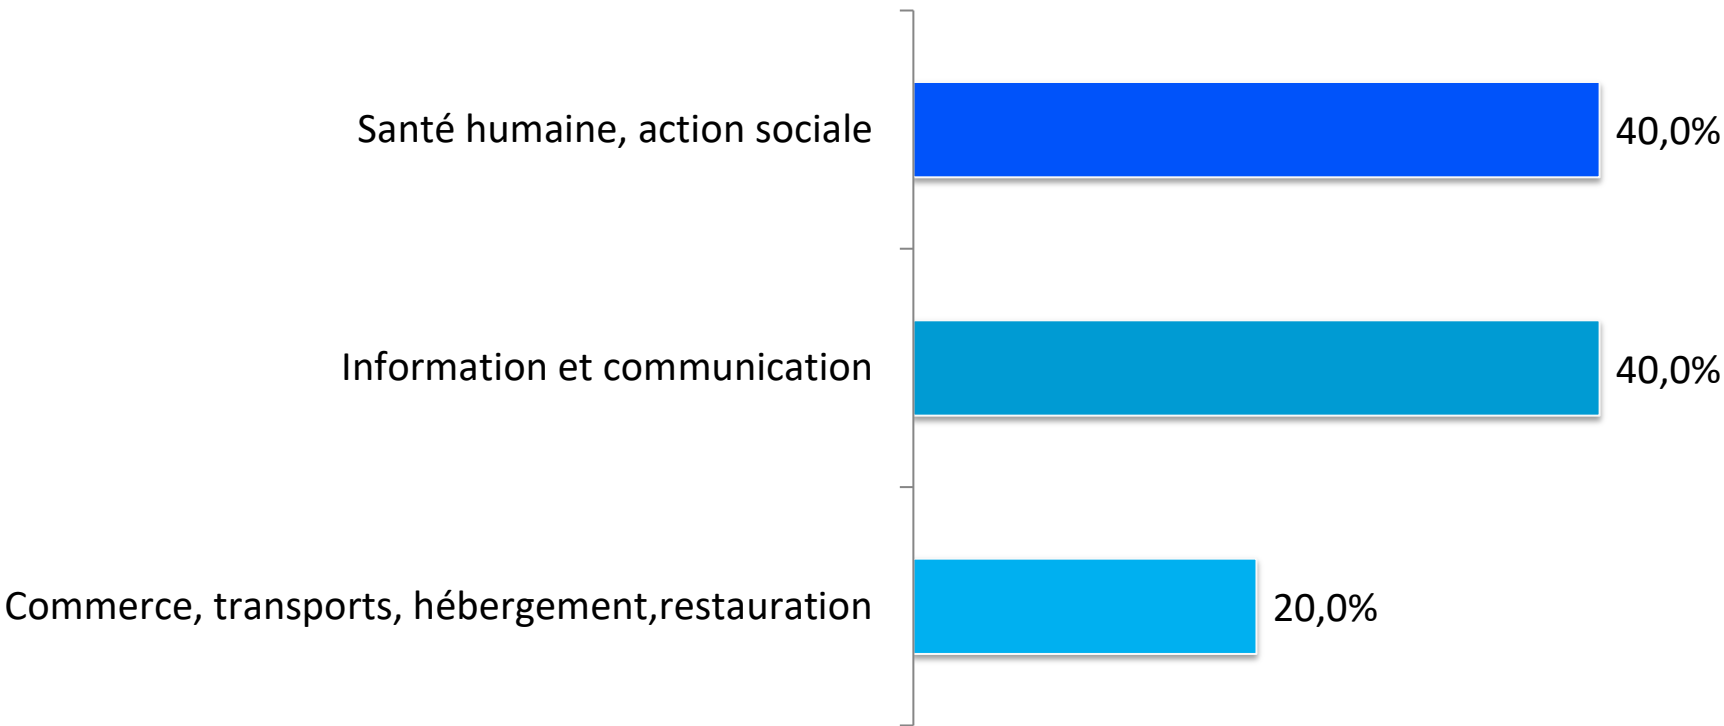 Santé humaine, action sociale 40,0%
Information et communication 40,0%
Commerce, transports, hébergement,restauration 20,0%